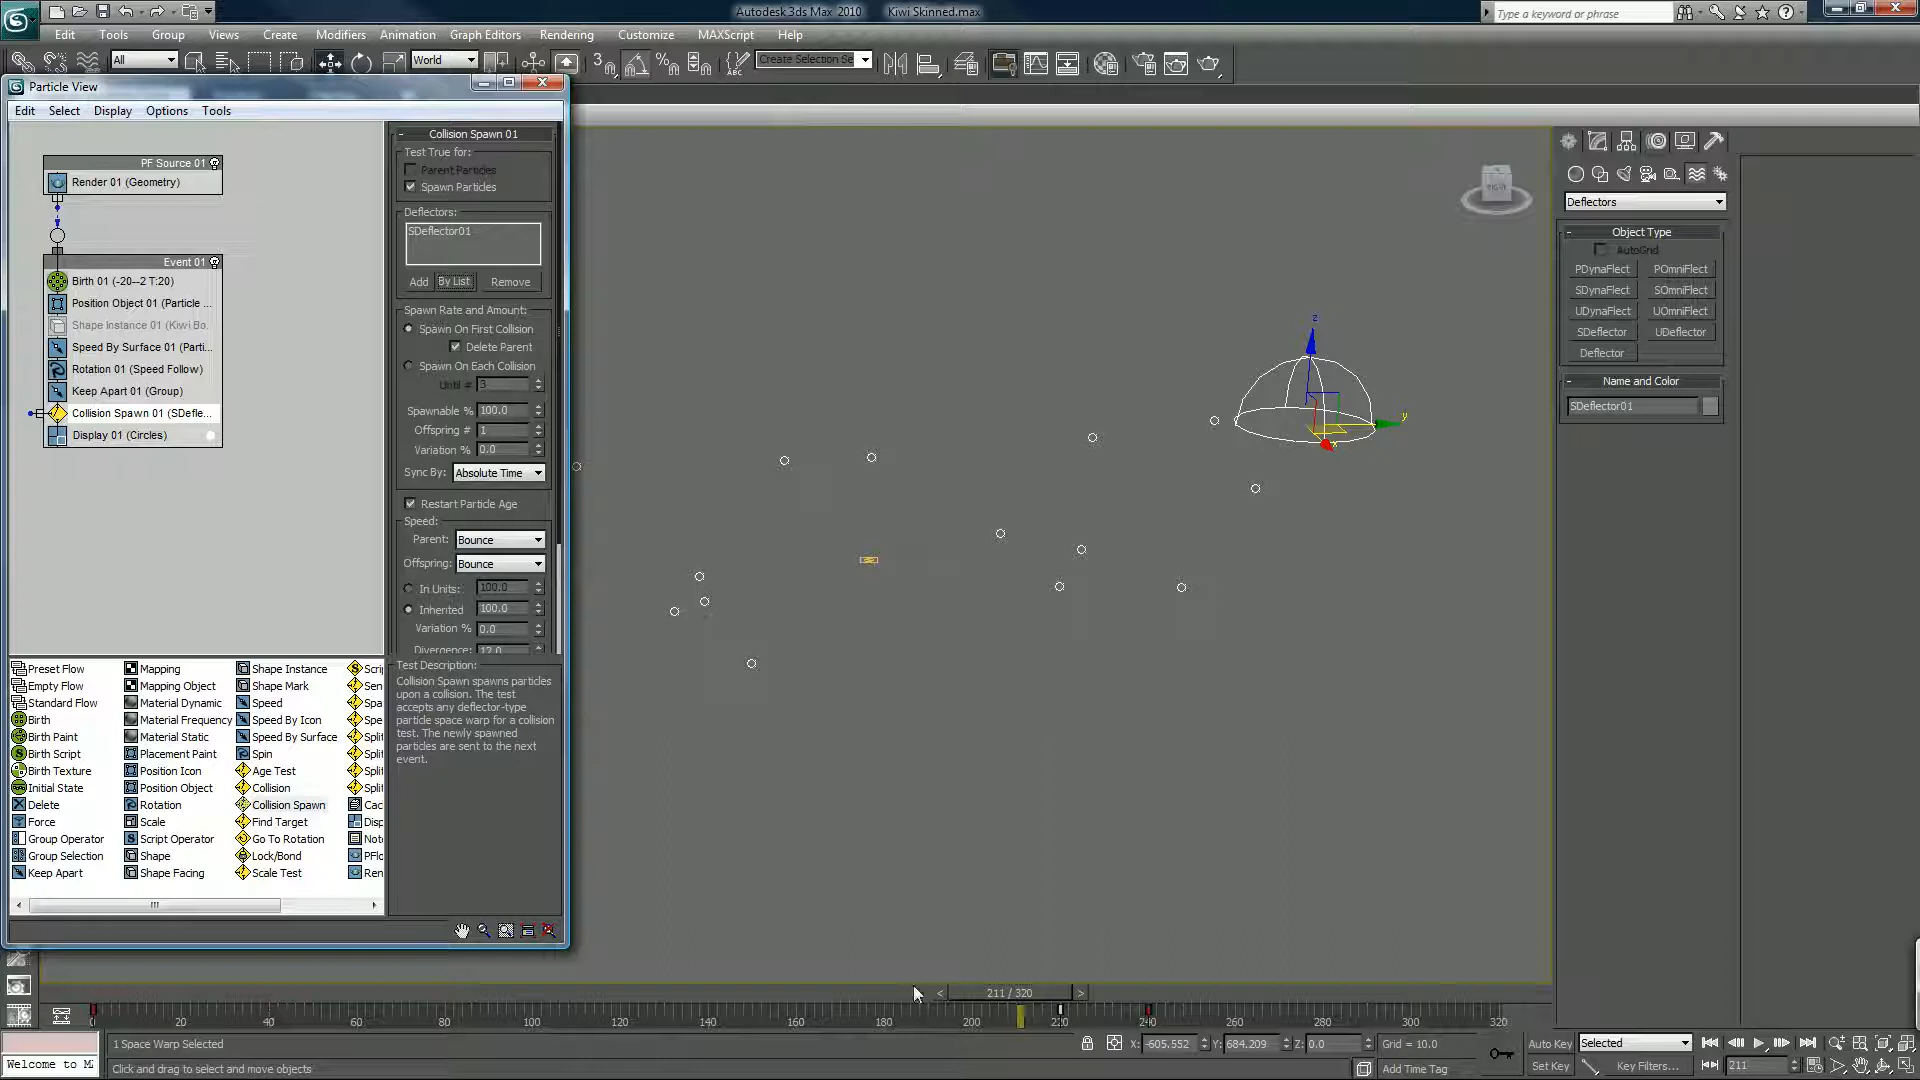 Autodesk 3ds Max 2010 Kiwi Skinned.max
Type a keyword or phrase
Edit Tools Group Views Create Modifiers Animation Graph Editors Rendering Customize MAXScript Help
All World Create Selection Se
Particle View
Edit Select Display Options Tools
PF Source 01
Render 01 (Geometry)
Event 01
Birth 01 (-20--2 T:20)
Position Object 01 (Particle ...
Shape Instance 01 (Kiwi Bo...
Speed By Surface 01 (Parti...
Rotation 01 (Speed Follow)
Keep Apart 01 (Group)
Collision Spawn 01 (SDefle...
Display 01 (Circles)
Collision Spawn 01
Test True for:
Parent Particles
Spawn Particles
Deflectors:
SDeflector01
Add By List Remove
Spawn Rate and Amount:
Spawn On First Collision
Delete Parent
Spawn On Each Collision
Until # 3
Spawnable % 100.0
Offspring # 1
Variation % 0.0
Sync By: Absolute Time
Restart Particle Age
Speed:
Parent: Bounce
Offspring: Bounce
In Units: 100.0
Inherited 100.0
Variation % 0.0
Divergence: 12.0
Test Description:
Collision Spawn spawns particles
upon a collision. The test
accepts any deflector-type
particle space warp for a collision
test. The newly spawned
particles are sent to the next
event.
Preset Flow Mapping Shape Instance Scri
Empty Flow Mapping Object Shape Mark Sen
Standard Flow Material Dynamic Speed Spa
Birth Material Frequency Speed By Icon Spe
Birth Paint Material Static Speed By Surface Split
Birth Script Placement Paint Spin Split
Birth Texture Position Icon Age Test Split
Initial State Position Object Collision Split
Delete Rotation Collision Spawn Cac
Force Scale Find Target Disp
Group Operator Script Operator Go To Rotation Not
Group Selection Shape Lock/Bond PFlo
Keep Apart Shape Facing Scale Test Ren
RIGHT
z
y
x
Deflectors
Object Type
AutoGrid
PDynaFlect POmniFlect
SDynaFlect SOmniFlect
UDynaFlect UOmniFlect
SDeflector UDeflector
Deflector
Name and Color
SDeflector01
< 211 / 320 >
0 20 40 60 80 100 120 140 160 180 200 220 240 260 280 300 320
1 Space Warp Selected X: -605.552 Y: 684.209 Z: 0.0 Grid = 10.0 Auto Key Selected
Welcome to M Click and drag to select and move objects Add Time Tag Set Key Key Filters... 211